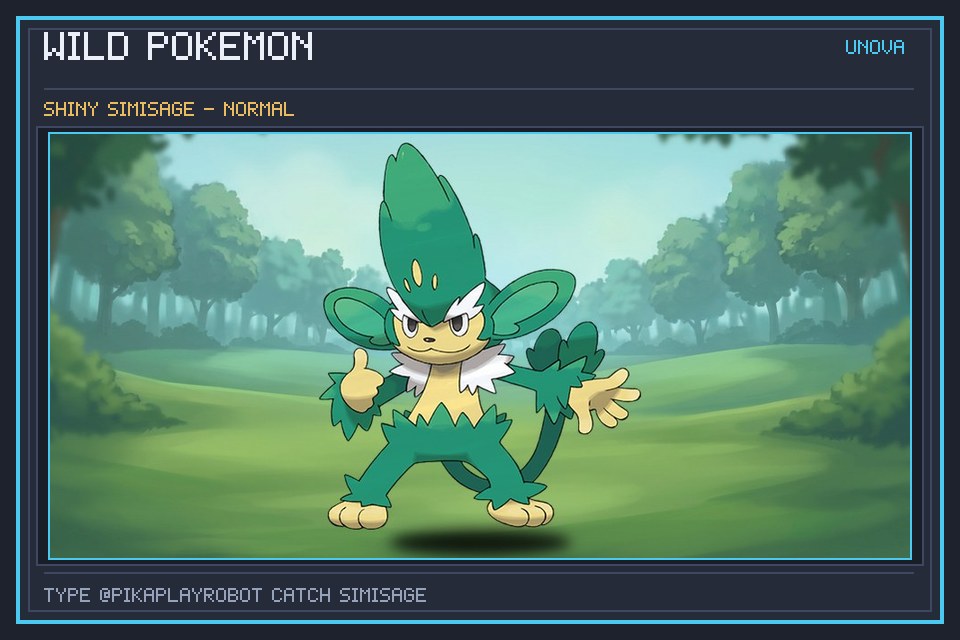 WILD POKEMON
UNOVA
SHINY SIMISAGE - NORMAL
TYPE @PIKAPLAYROBOT CATCH SIMISAGE